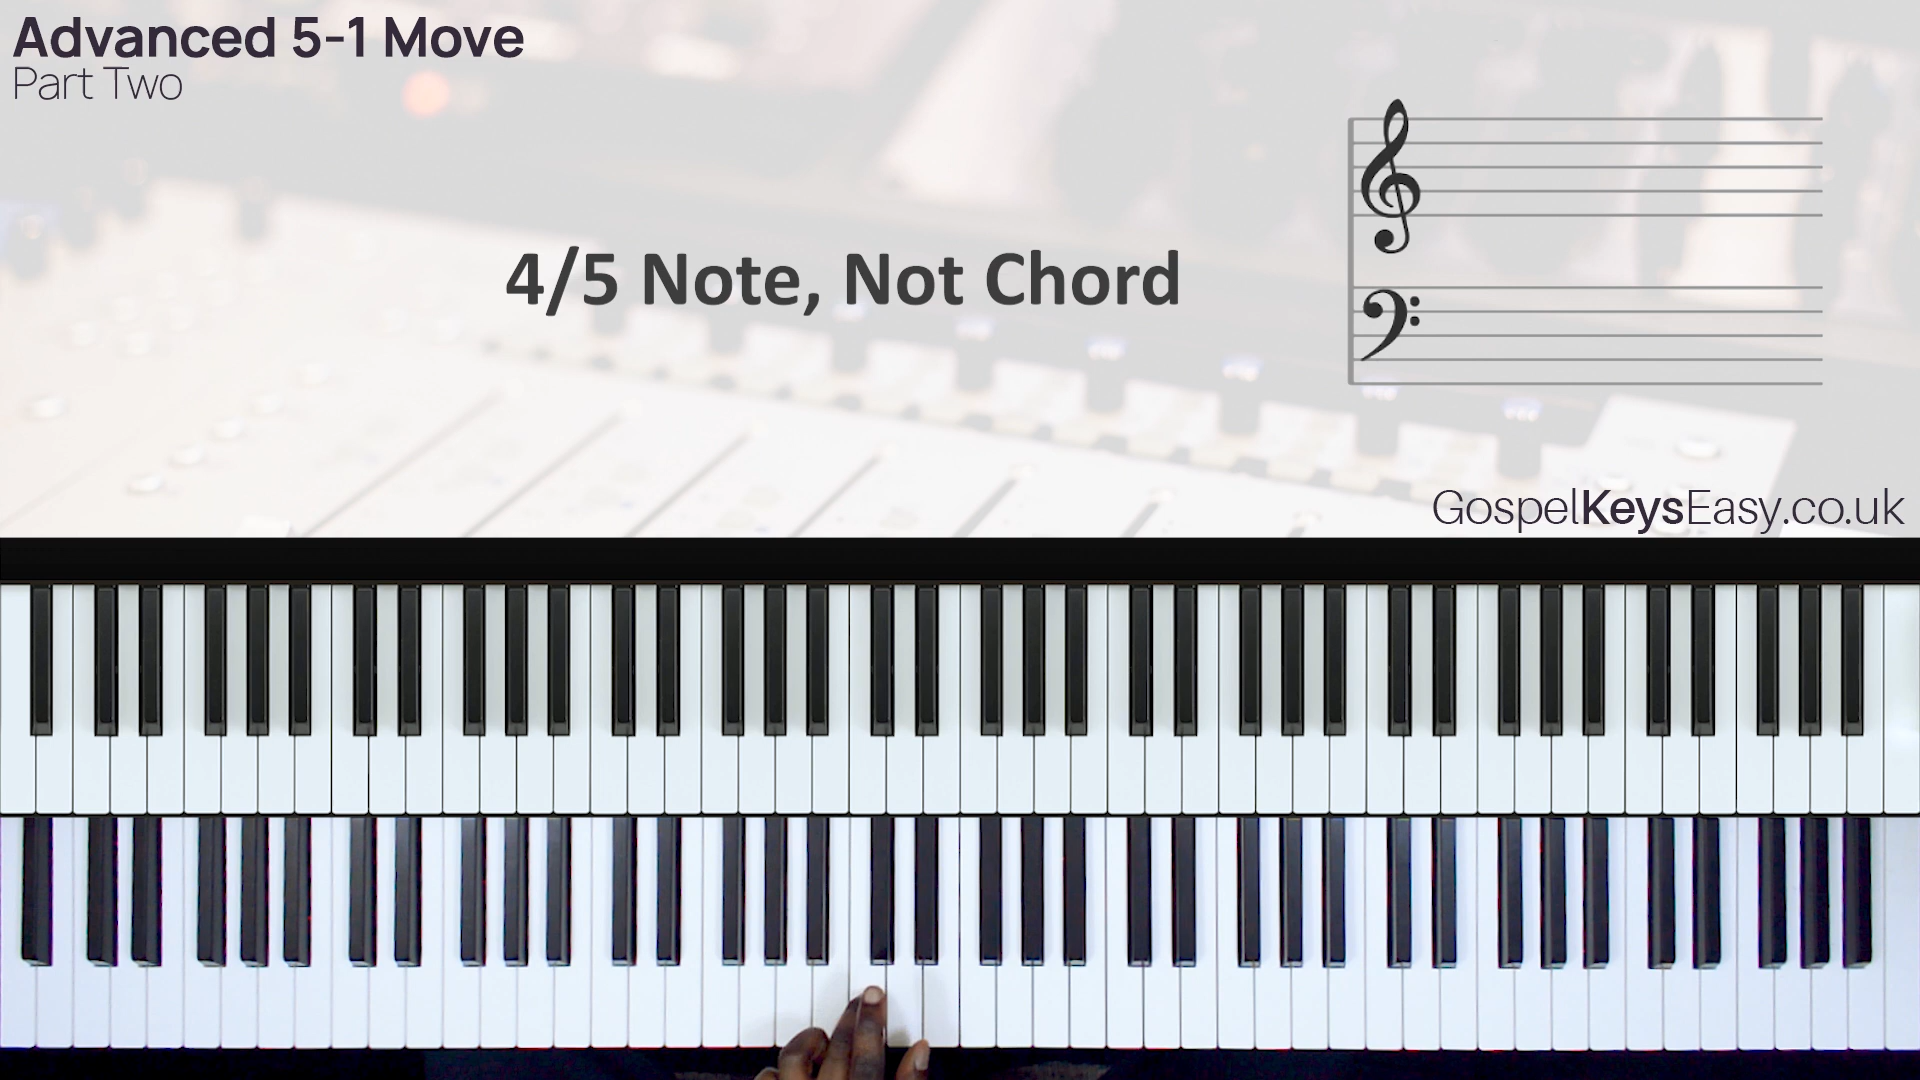 Advanced 5-1 Move
Part Two
4/5 Note, Not Chord
GospelKeysEasy.co.uk